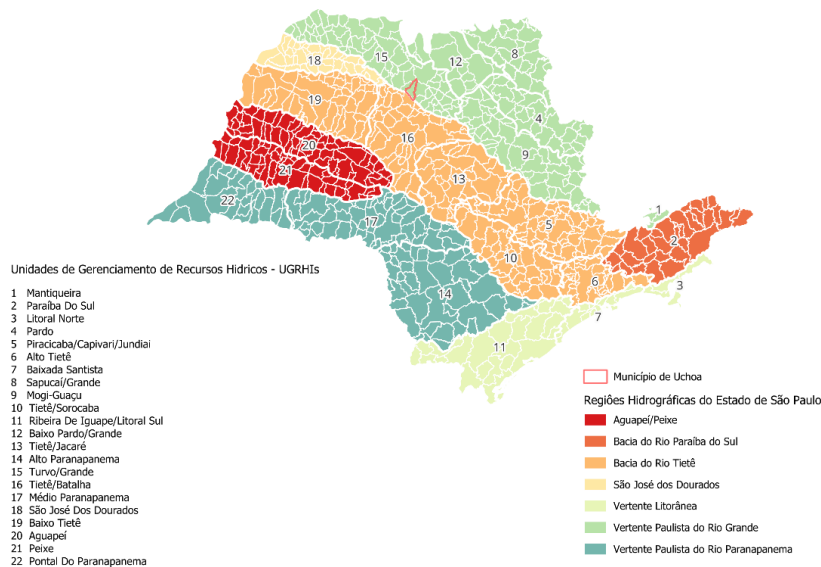 15
12
8
18
19
16
4
20
9
21
13
22
1
17
5
2
10
6
3
14
7
11
Unidades de Gerenciamento de Recursos Hidricos - UGRHIs
1 Mantiqueira
2 Paraíba Do Sul
3 Litoral Norte
4 Pardo
5 Piracicaba/Capivari/Jundiai
6 Alto Tietê
7 Baixada Santista
8 Sapucaí/Grande
9 Mogi-Guaçu
10 Tietê/Sorocaba
11 Ribeira De Iguape/Litoral Sul
12 Baixo Pardo/Grande
13 Tietê/Jacaré
14 Alto Paranapanema
15 Turvo/Grande
16 Tietê/Batalha
17 Médio Paranapanema
18 São José Dos Dourados
19 Baixo Tietê
20 Aguapeí
21 Peixe
22 Pontal Do Paranapanema
Município de Uchoa
Regiões Hidrográficas do Estado de São Paulo
Aguapeí/Peixe
Bacia do Rio Paraíba do Sul
Bacia do Rio Tietê
São José dos Dourados
Vertente Litorânea
Vertente Paulista do Rio Grande
Vertente Paulista do Rio Paranapanema